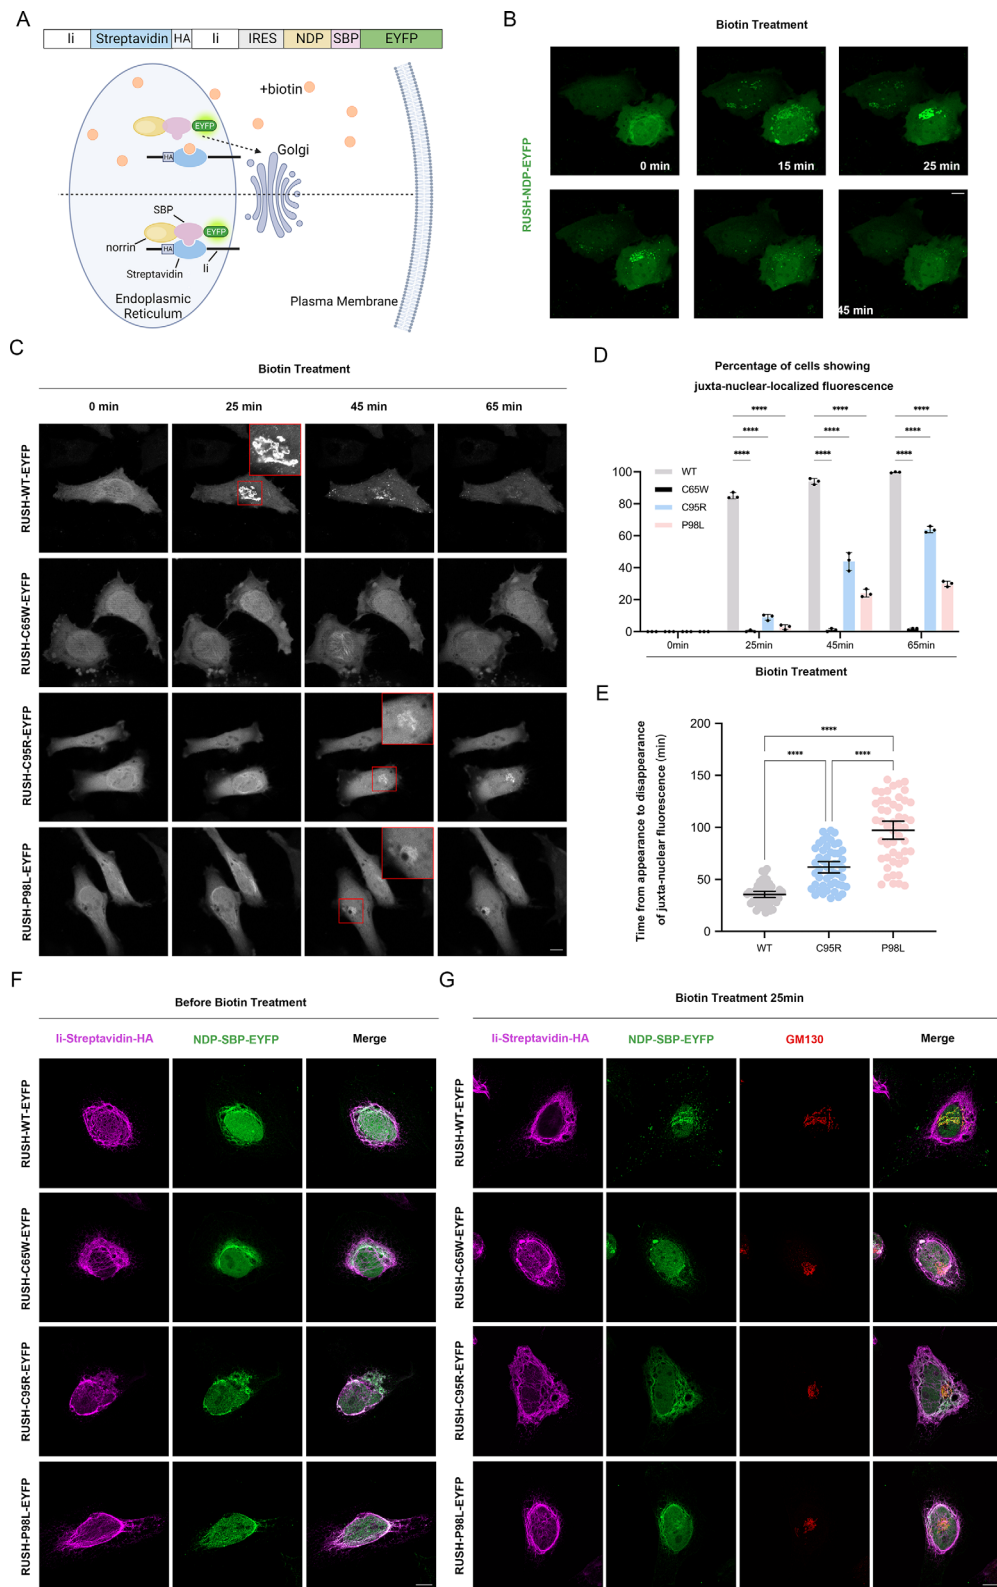 A
Ii Streptavidin HA Ii IRES NDP SBP EYFP
+biotin
EYFP
HA
Golgi
SBP
EYFP
norrin
HA
Ii
Streptavidin
Endoplasmic
Reticulum
Plasma Membrane
B
Biotin Treatment
RUSH-NDP-EYFP
0 min 15 min 25 min
45 min
C
Biotin Treatment
0 min 25 min 45 min 65 min
RUSH-WT-EYFP
RUSH-C65W-EYFP
RUSH-C95R-EYFP
RUSH-P98L-EYFP
D
Percentage of cells showing
juxta-nuclear-localized fluorescence
**** **** ****
**** **** ****
**** **** ****
WT
C65W
C95R
P98L
100
80
60
40
20
0
0min 25min 45min 65min
Biotin Treatment
E
Time from appearance to disappearance
of juxta-nuclear fluorescence (min)
200
150
100
50
0
****
**** ****
WT C95R P98L
F
Before Biotin Treatment
Ii-Streptavidin-HA NDP-SBP-EYFP Merge
RUSH-WT-EYFP
RUSH-C65W-EYFP
RUSH-C95R-EYFP
RUSH-P98L-EYFP
G
Biotin Treatment 25min
Ii-Streptavidin-HA NDP-SBP-EYFP GM130 Merge
RUSH-WT-EYFP
RUSH-C65W-EYFP
RUSH-C95R-EYFP
RUSH-P98L-EYFP